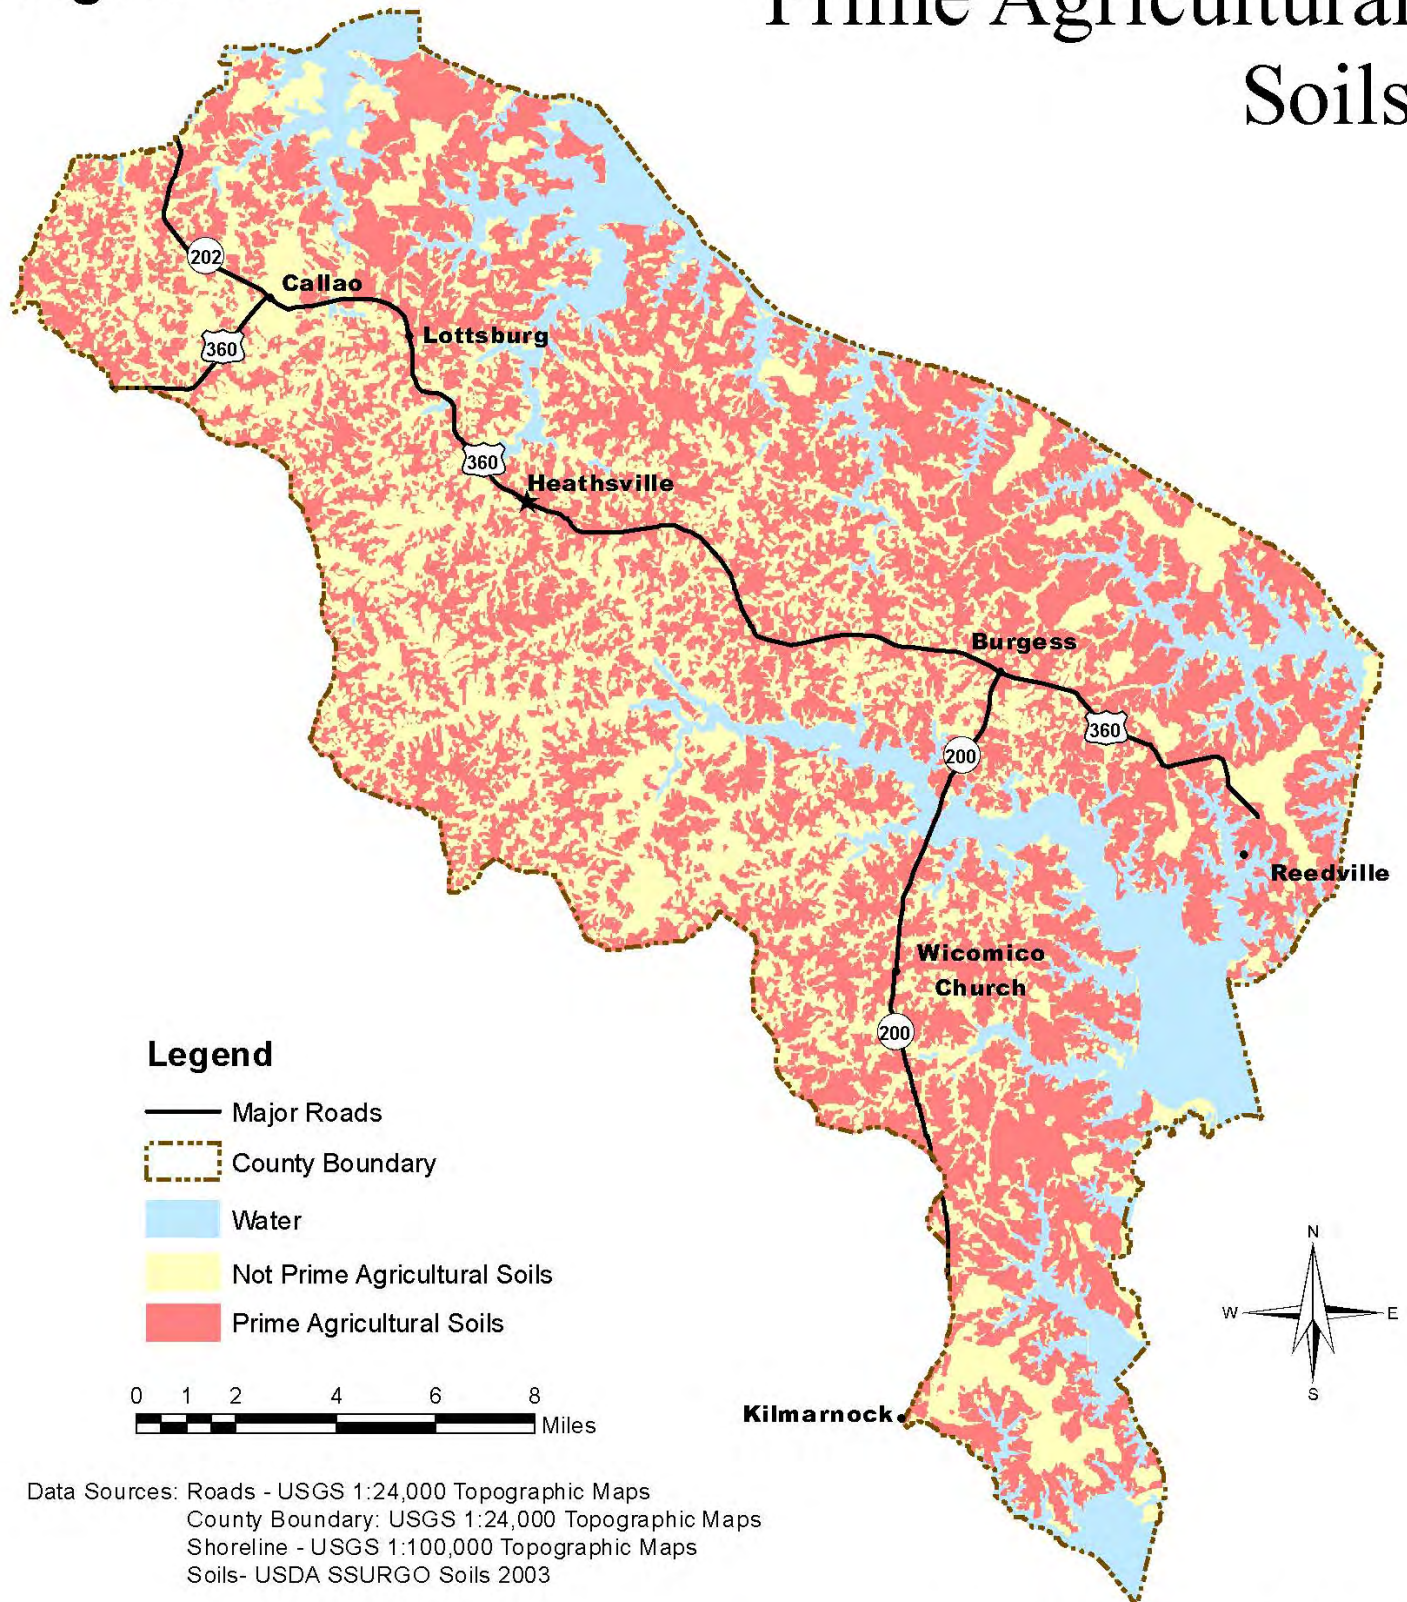 Prime Agricultural
Soils
202
Callao
360
Lottsburg
360
Heathsville
Burgess
360
200
Reedville
Wicomico
Church
200
Legend
Major Roads
County Boundary
Water
Not Prime Agricultural Soils
Prime Agricultural Soils
N
W E
S
0 1 2 4 6 8
Miles
Kilmarnock
Data Sources: Roads - USGS 1:24,000 Topographic Maps
County Boundary: USGS 1:24,000 Topographic Maps
Shoreline - USGS 1:100,000 Topographic Maps
Soils- USDA SSURGO Soils 2003